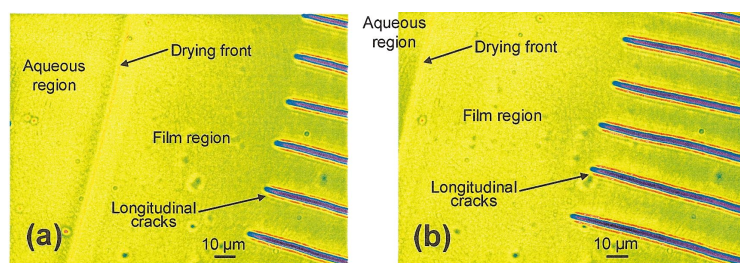 Drying front
Aqueous
region
Film region
Longitudinal
cracks
(a)
10 µm
Aqueous
region
Drying front
Film region
Longitudinal
cracks
(b)
10 µm